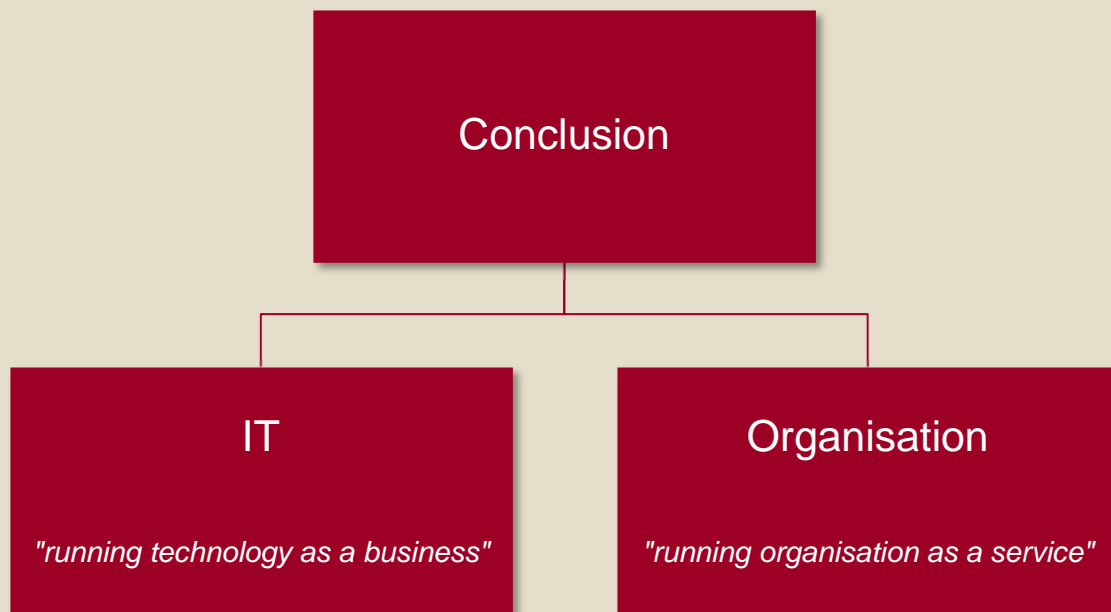 Conclusion
IT
"running technology as a business"
Organisation
"running organisation as a service"